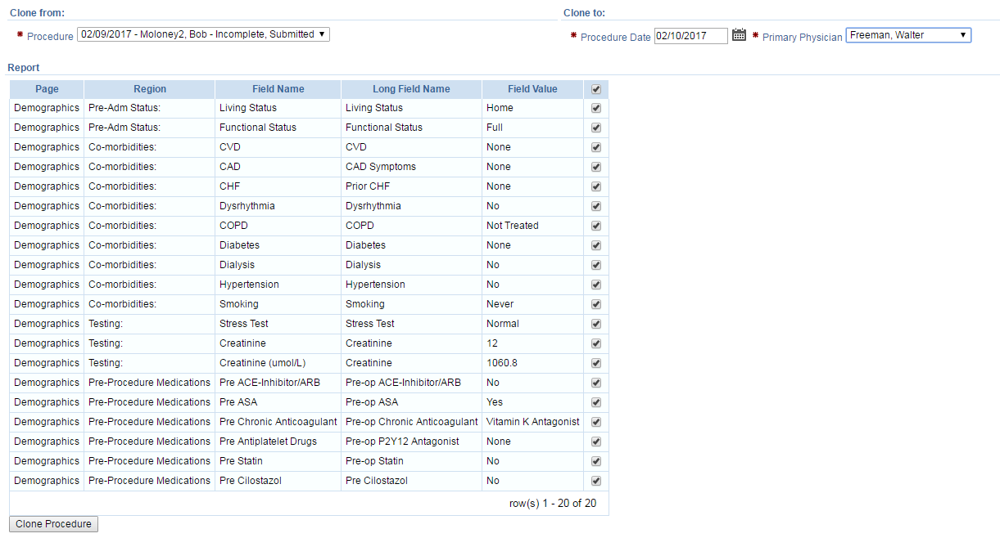 Clone from: Clone to:
* Procedure 02/09/2017 - Moloney2, Bob - Incomplete, Submitted * Procedure Date 02/10/2017 * Primary Physician Freeman, Walter
Report
Page Region Field Name Long Field Name Field Value
Demographics Pre-Adm Status: Living Status Living Status Home
Demographics Pre-Adm Status: Functional Status Functional Status Full
Demographics Co-morbidities: CVD CVD None
Demographics Co-morbidities: CAD CAD Symptoms None
Demographics Co-morbidities: CHF Prior CHF None
Demographics Co-morbidities: Dysrhythmia Dysrhythmia No
Demographics Co-morbidities: COPD COPD Not Treated
Demographics Co-morbidities: Diabetes Diabetes None
Demographics Co-morbidities: Dialysis Dialysis No
Demographics Co-morbidities: Hypertension Hypertension No
Demographics Co-morbidities: Smoking Smoking Never
Demographics Testing: Stress Test Stress Test Normal
Demographics Testing: Creatinine Creatinine 12
Demographics Testing: Creatinine (umol/L) Creatinine 1060.8
Demographics Pre-Procedure Medications Pre ACE-Inhibitor/ARB Pre-op ACE-Inhibitor/ARB No
Demographics Pre-Procedure Medications Pre ASA Pre-op ASA Yes
Demographics Pre-Procedure Medications Pre Chronic Anticoagulant Pre-op Chronic Anticoagulant Vitamin K Antagonist
Demographics Pre-Procedure Medications Pre Antiplatelet Drugs Pre-op P2Y12 Antagonist None
Demographics Pre-Procedure Medications Pre Statin Pre-op Statin No
Demographics Pre-Procedure Medications Pre Cilostazol Pre Cilostazol No
row(s) 1 - 20 of 20
Clone Procedure